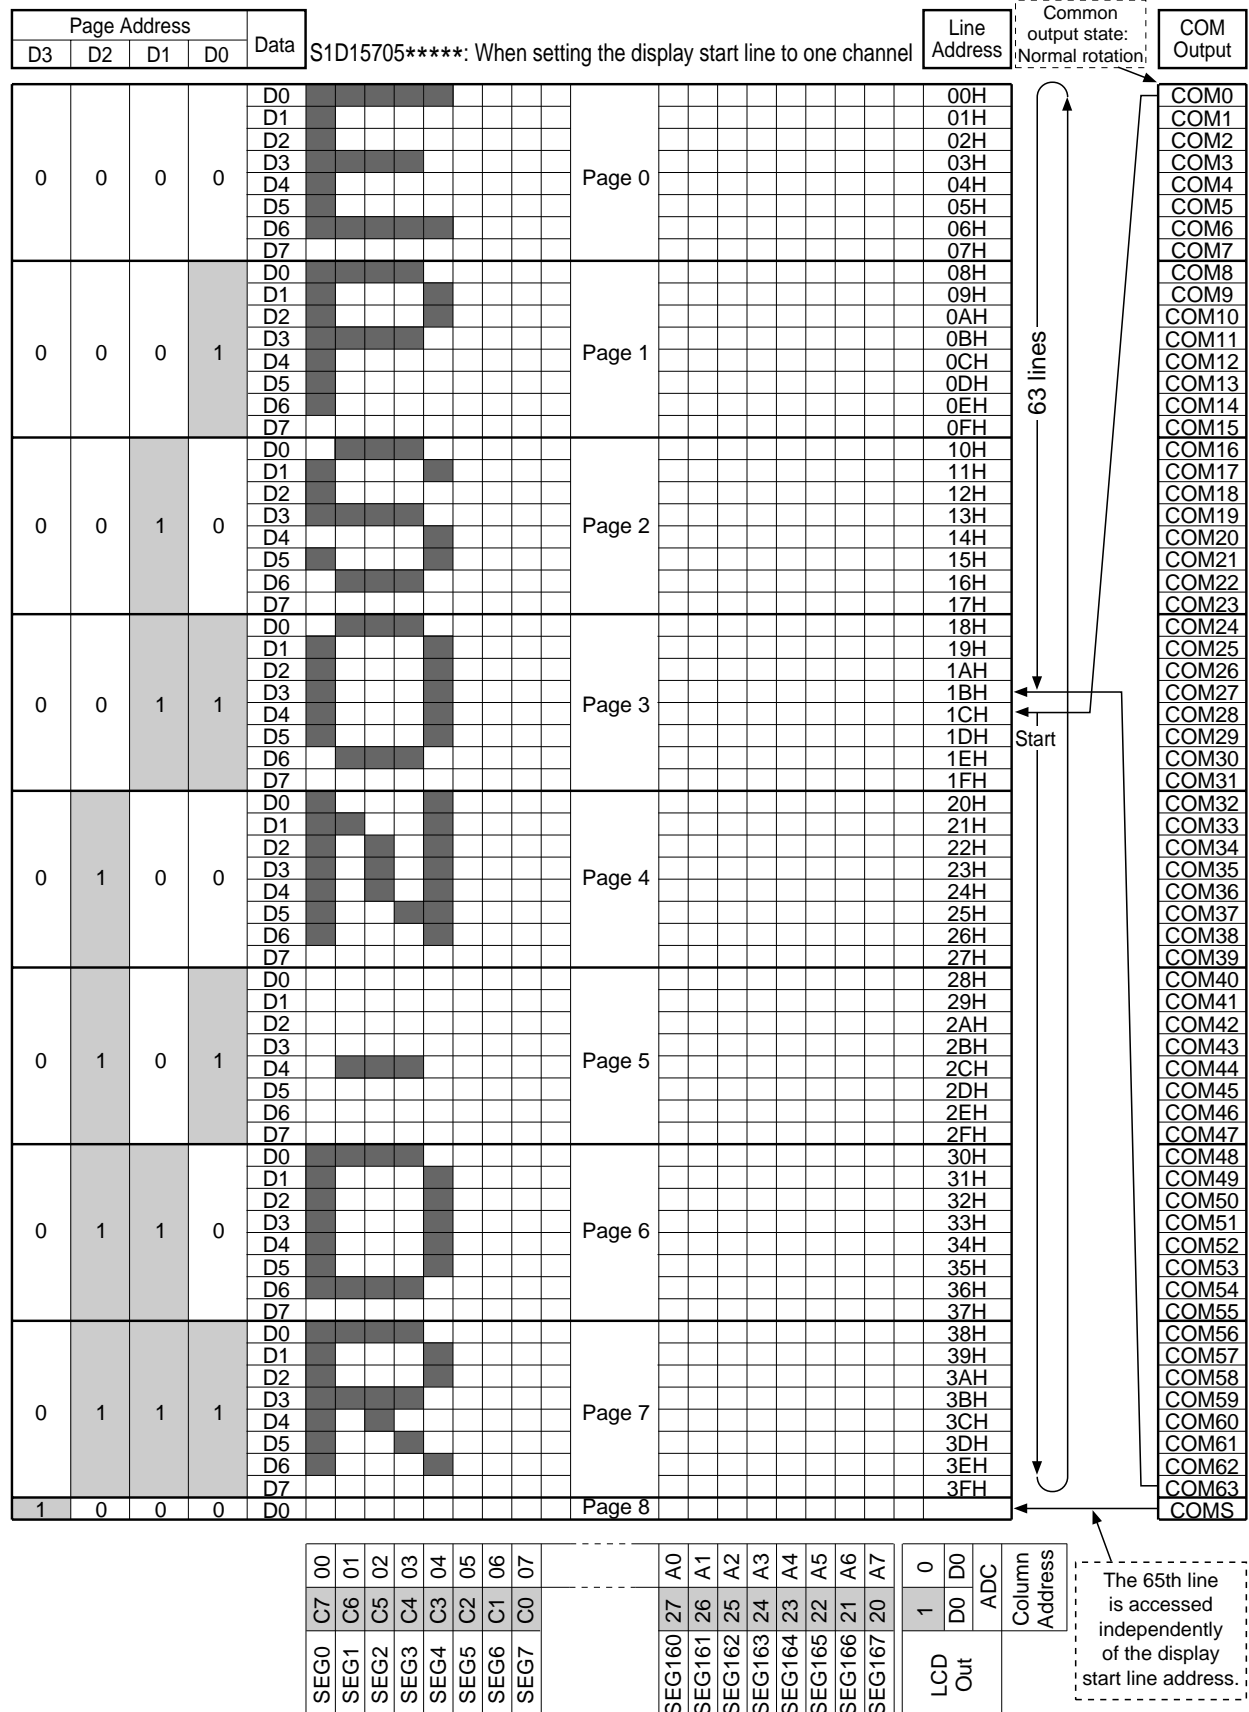 Page Address Data S1D15705*****: When setting the display start line to one channel Line Address Common output state: Normal rotation COM Output
D3 D2 D1 D0
D0 00H COM0
D1 01H COM1
D2 02H COM2
D3 03H COM3
0 0 0 0 D4 Page 0 04H COM4
D5 05H COM5
D6 06H COM6
D7 07H COM7
D0 08H COM8
D1 09H COM9
D2 0AH COM10
D3 0BH COM11
0 0 0 1 D4 Page 1 0CH 63 lines COM12
D5 0DH COM13
D6 0EH COM14
D7 0FH COM15
D0 10H COM16
D1 11H COM17
D2 12H COM18
D3 13H COM19
0 0 1 0 D4 Page 2 14H COM20
D5 15H COM21
D6 16H COM22
D7 17H COM23
D0 18H COM24
D1 19H COM25
D2 1AH COM26
D3 1BH COM27
0 0 1 1 D4 Page 3 1CH COM28
D5 1DH Start COM29
D6 1EH COM30
D7 1FH COM31
D0 20H COM32
D1 21H COM33
D2 22H COM34
D3 23H COM35
0 1 0 0 D4 Page 4 24H COM36
D5 25H COM37
D6 26H COM38
D7 27H COM39
D0 28H COM40
D1 29H COM41
D2 2AH COM42
D3 2BH COM43
0 1 0 1 D4 Page 5 2CH COM44
D5 2DH COM45
D6 2EH COM46
D7 2FH COM47
D0 30H COM48
D1 31H COM49
D2 32H COM50
D3 33H COM51
0 1 1 0 D4 Page 6 34H COM52
D5 35H COM53
D6 36H COM54
D7 37H COM55
D0 38H COM56
D1 39H COM57
D2 3AH COM58
D3 3BH COM59
0 1 1 1 D4 Page 7 3CH COM60
D5 3DH COM61
D6 3EH COM62
D7 3FH COM63
1 0 0 0 D0 Page 8 COMS
00 01 02 03 04 05 06 07 A0 A1 A2 A3 A4 A5 A6 A7 0 D0 ADC Column Address
C7 C6 C5 C4 C3 C2 C1 C0 27 26 25 24 23 22 21 20 1 D0
SEG0 SEG1 SEG2 SEG3 SEG4 SEG5 SEG6 SEG7 SEG160 SEG161 SEG162 SEG163 SEG164 SEG165 SEG166 SEG167 LCD Out
The 65th line
is accessed
independently
of the display
start line address.